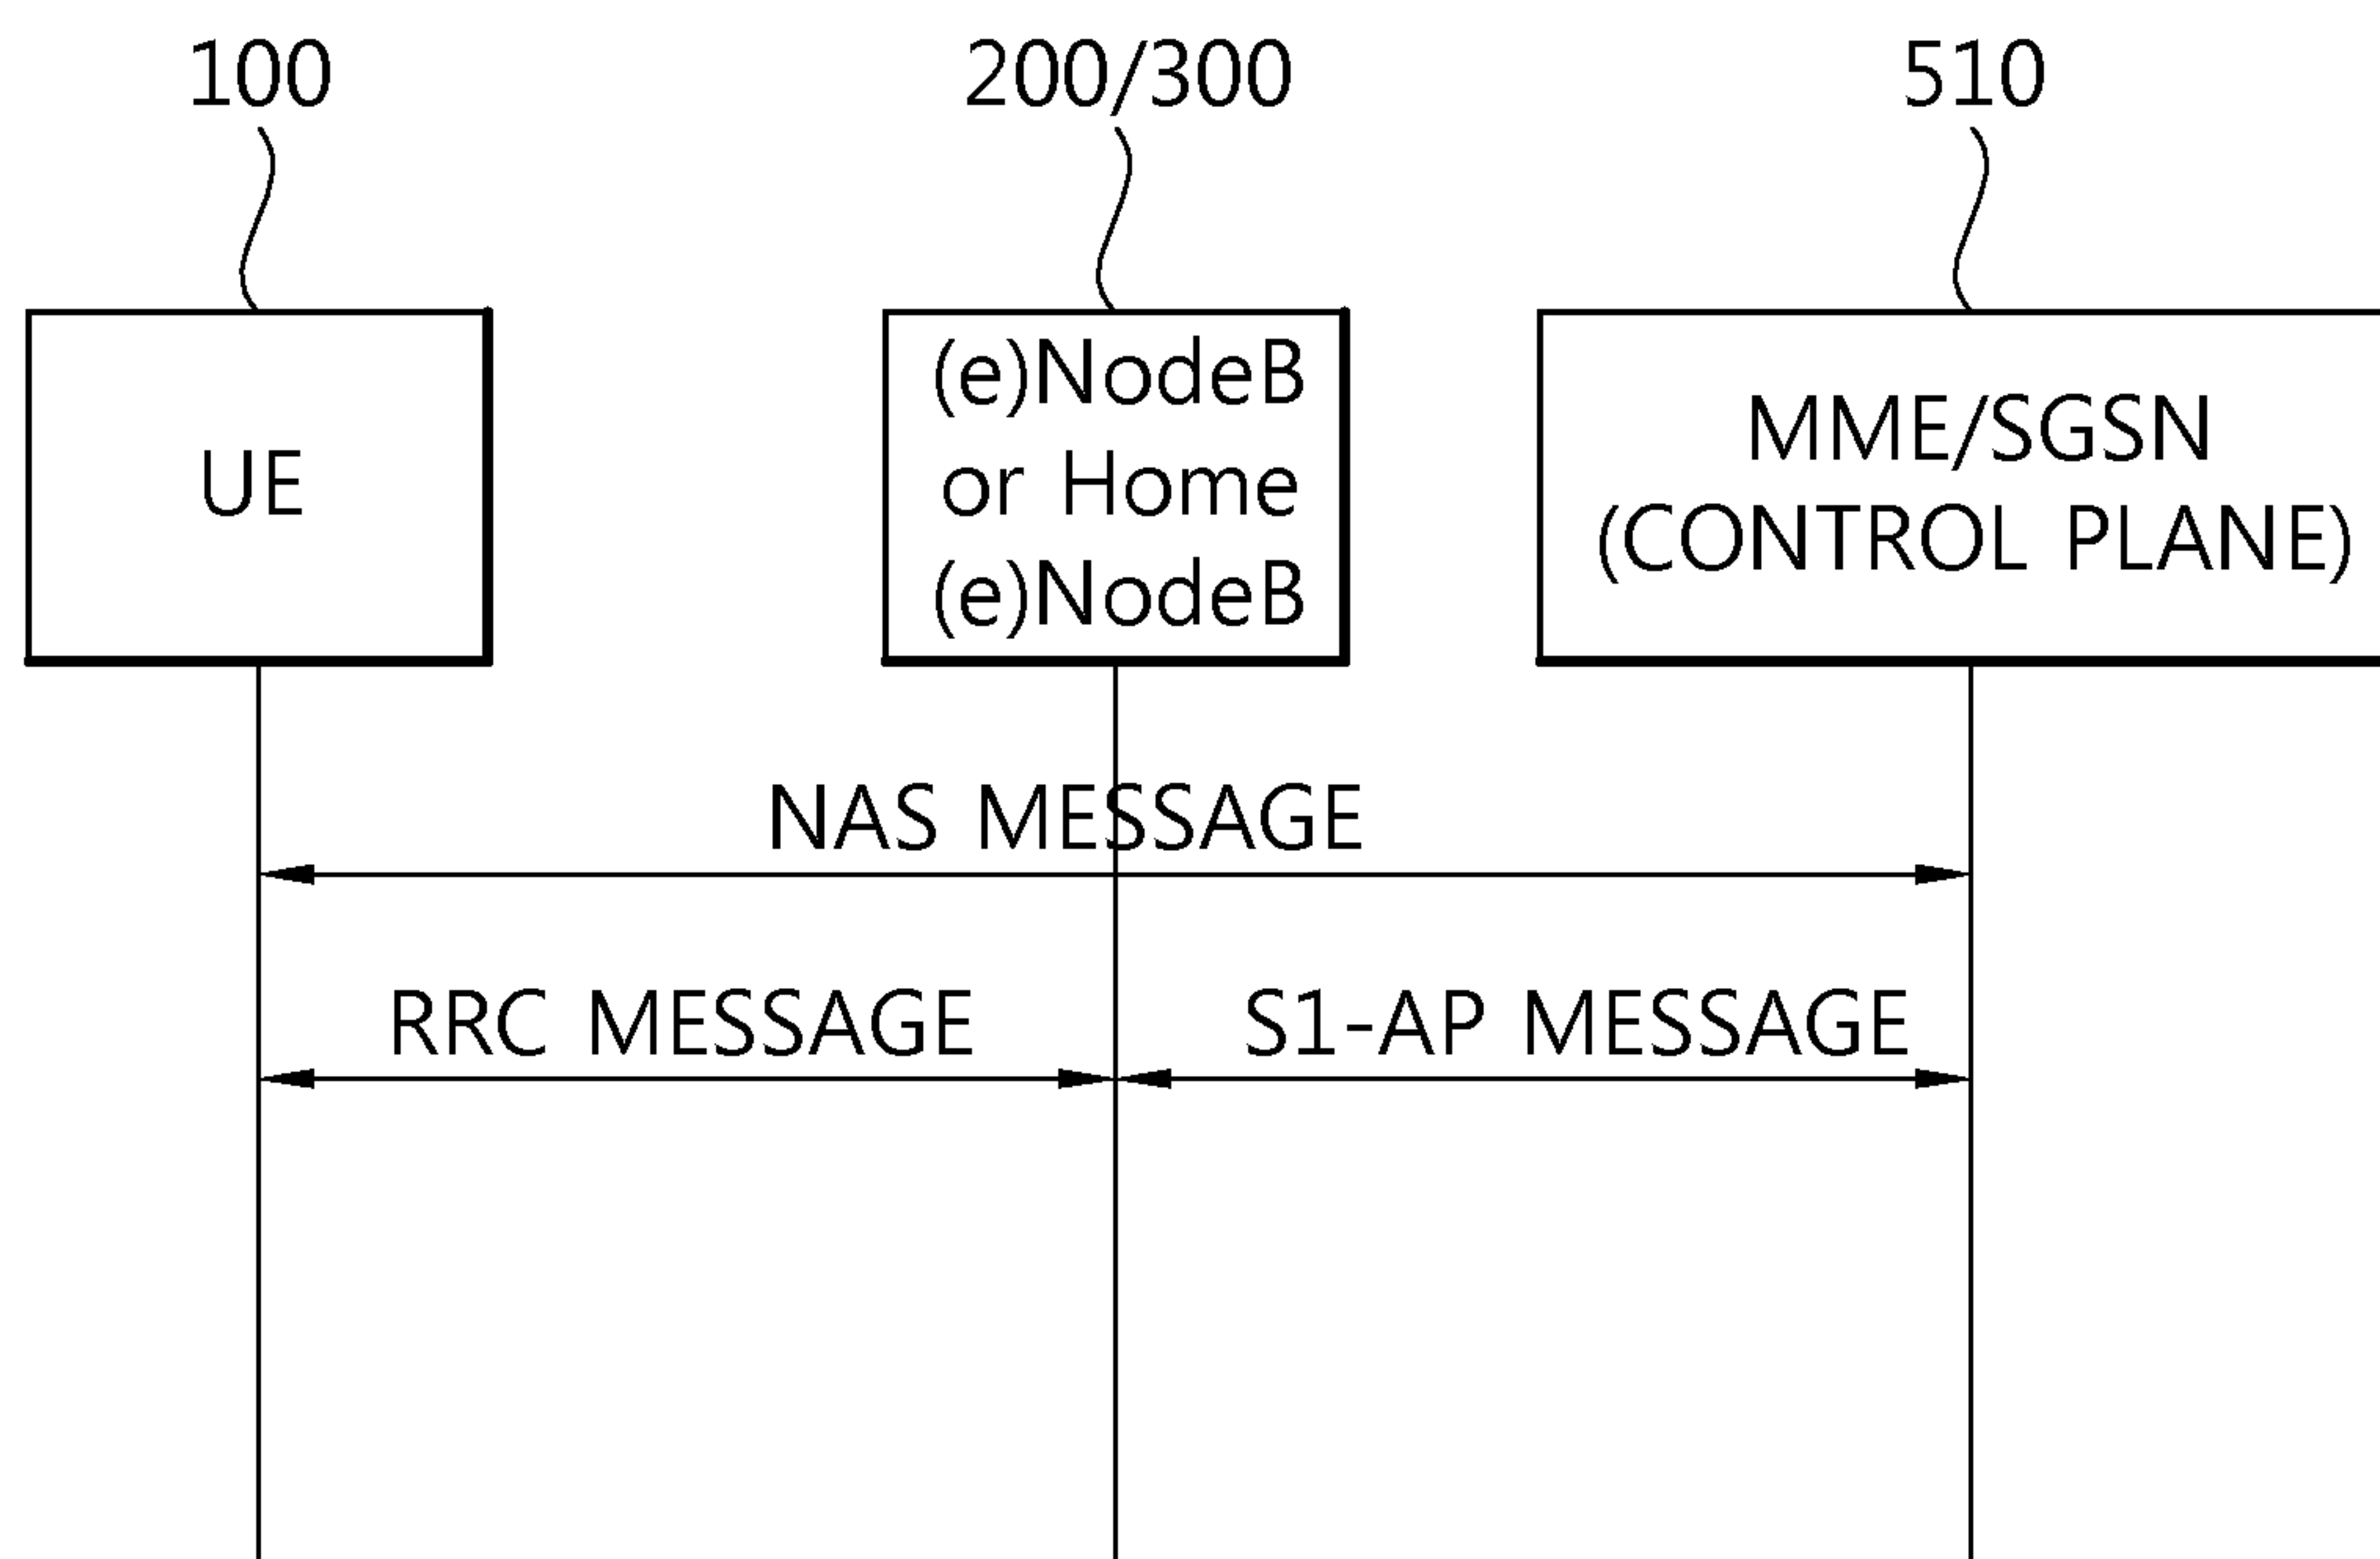 100
200/300
510
UE
(e)NodeB
or Home
(e)NodeB
MME/SGSN
(CONTROL PLANE)
NAS MESSAGE
RRC MESSAGE
S1-AP MESSAGE